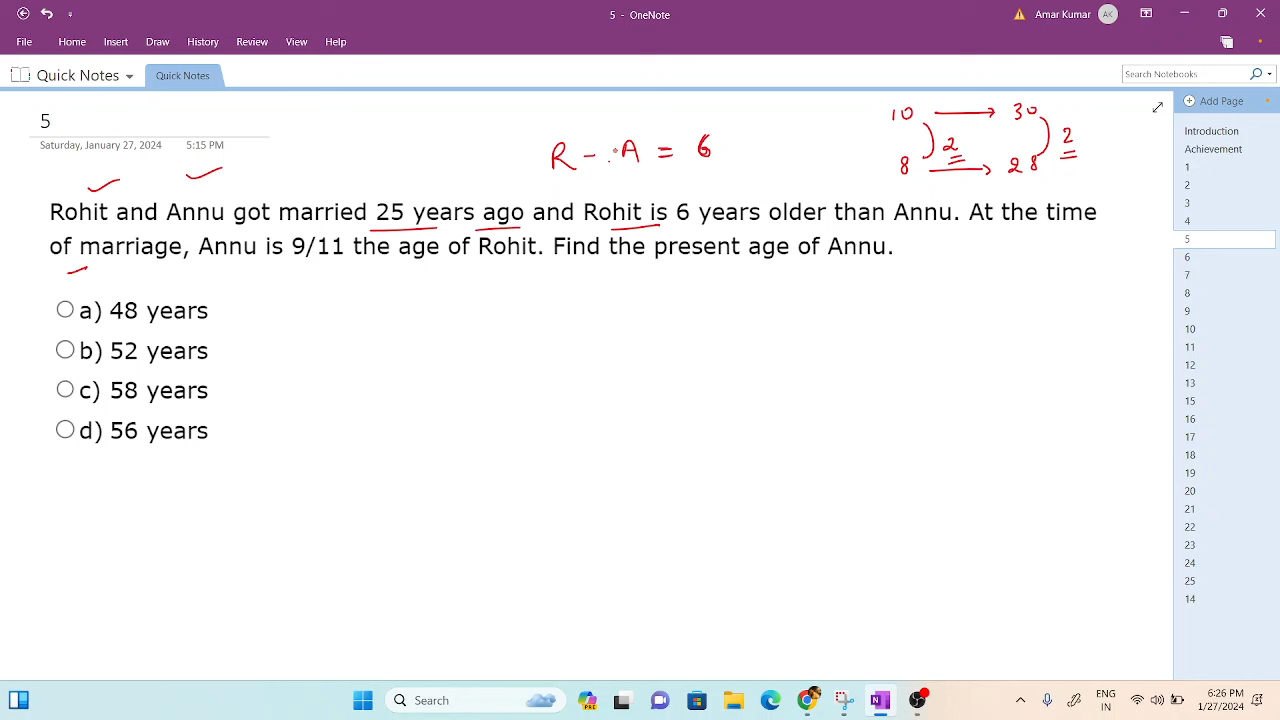 5 - OneNote
Amar Kumar AK
File Home Insert Draw History Review View Help
Quick Notes Quick Notes Search Notebooks
5
Saturday, January 27, 2024 5:15 PM
R - A = 6
10 → 30
2 2
8 → 28
Rohit and Annu got married 25 years ago and Rohit is 6 years older than Annu. At the time
of marriage, Annu is 9/11 the age of Rohit. Find the present age of Annu.
a) 48 years
b) 52 years
c) 58 years
d) 56 years
Add Page
Introduction
Achievement
1
2
3
4
5
6
7
8
9
10
11
12
13
15
16
17
18
19
20
21
22
23
24
25
14
Search
ENG
IN
6:26 PM
1/27/2024